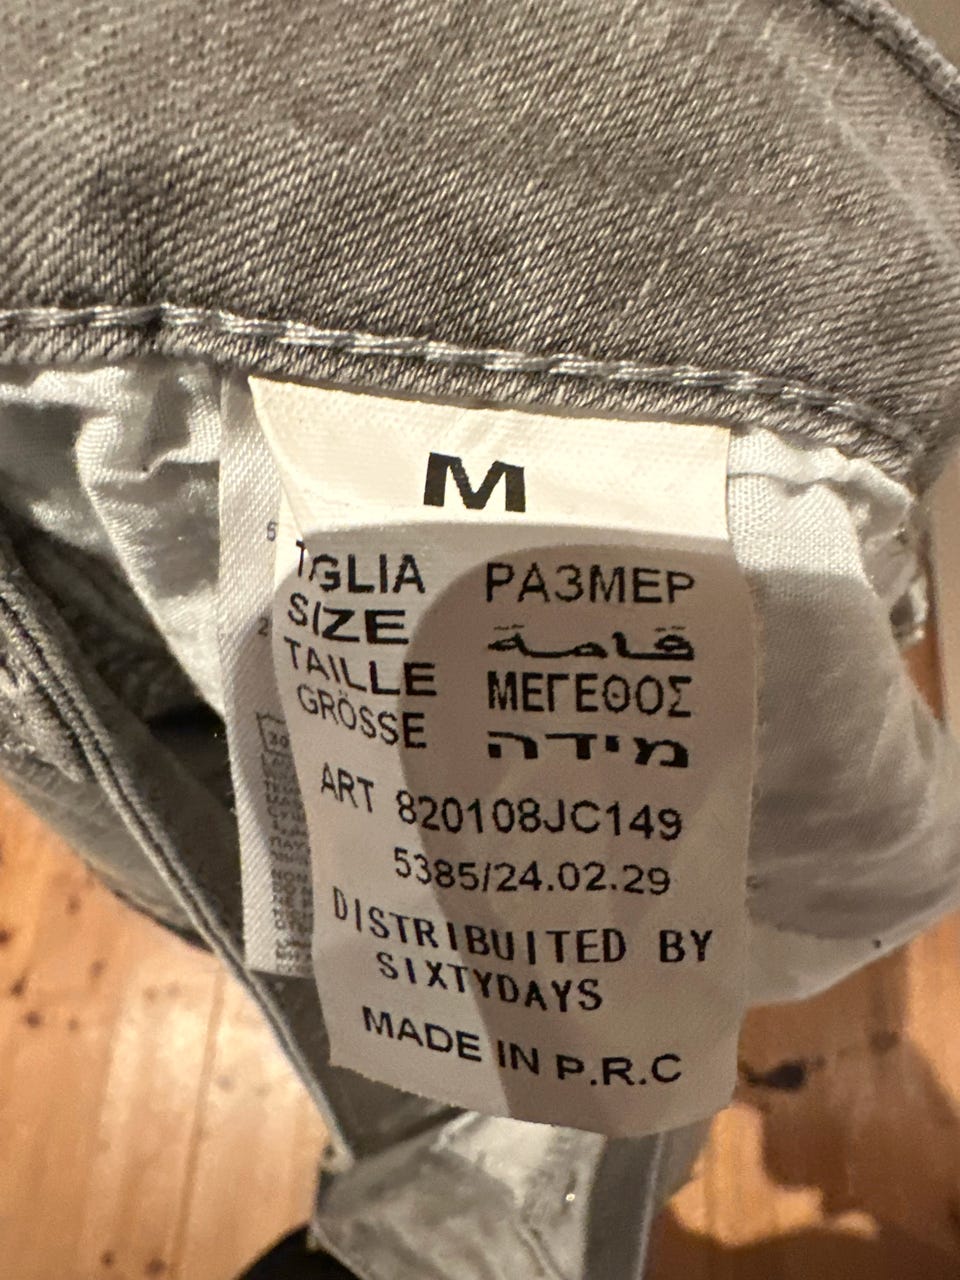 M
TGLIA РАЗМЕР
SIZE قامة
TAILLE ΜΕΓΕΘΟΣ
GRÖSSE מידה
ART 820108JC149
5385/24.02.29
DISTRIBUITED BY
SIXTYDAYS
MADE IN P.R.C
30